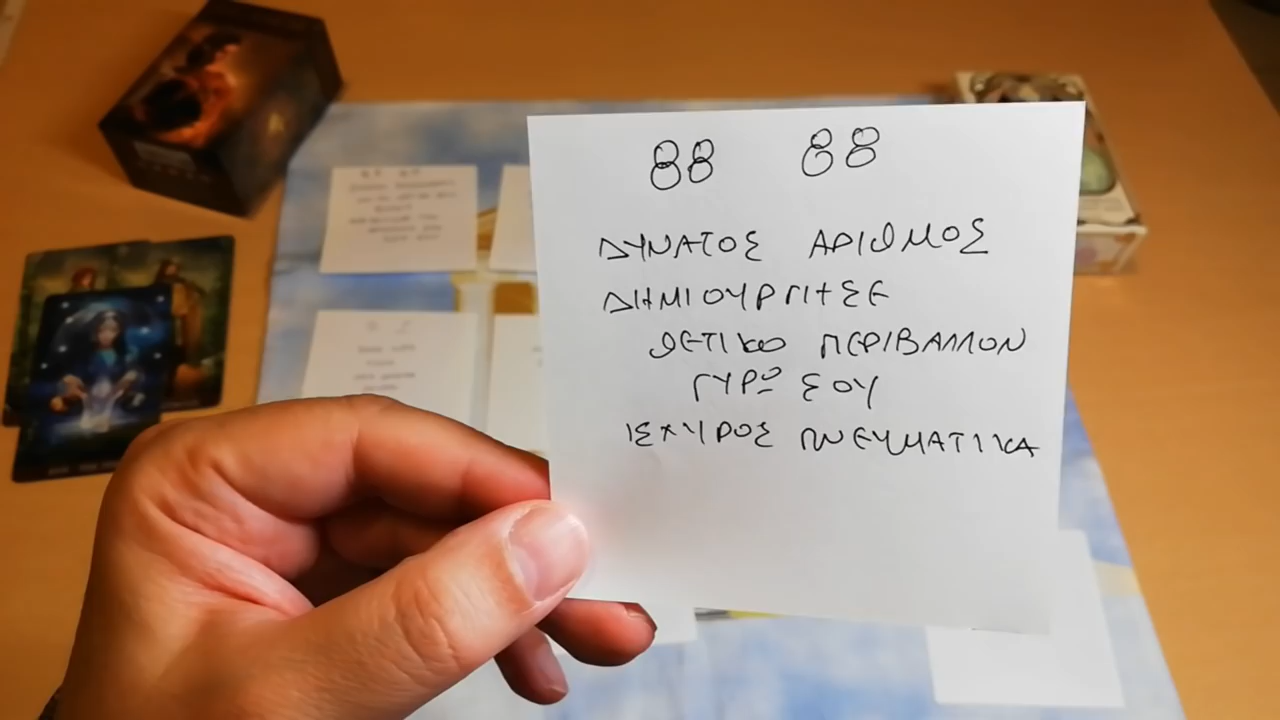 88 88
ΔΥΝΑΤΟΣ ΑΡΙΘΜΟΣ
ΔΗΜΙΟΥΡΓΗΣΕ
ΘΕΤΙΚΟ ΠΕΡΙΒΑΛΛΟΝ
ΓΥΡΩ ΣΟΥ
ΙΣΧΥΡΟΣ ΠΝΕΥΜΑΤΙΚΑ